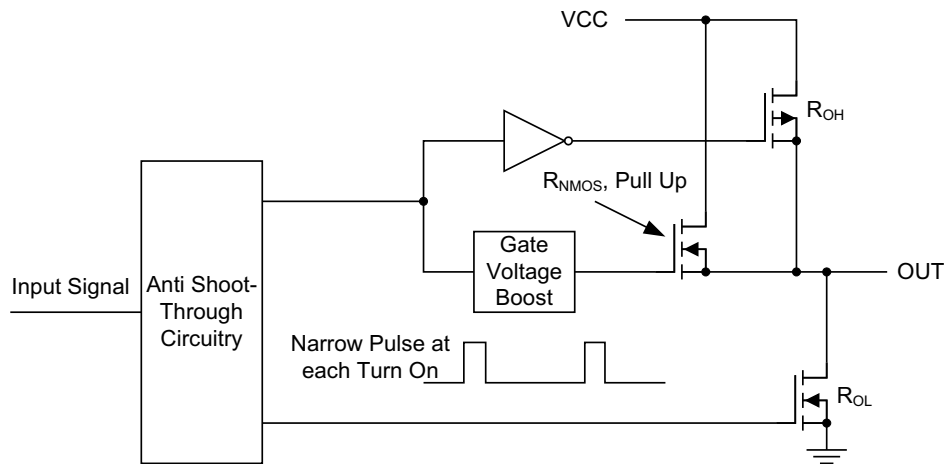 VCC
R_OH
R_NMOS, Pull Up
Gate
Voltage
Boost
OUT
Input Signal
Anti Shoot-
Through
Circuitry
Narrow Pulse at
each Turn On
R_OL